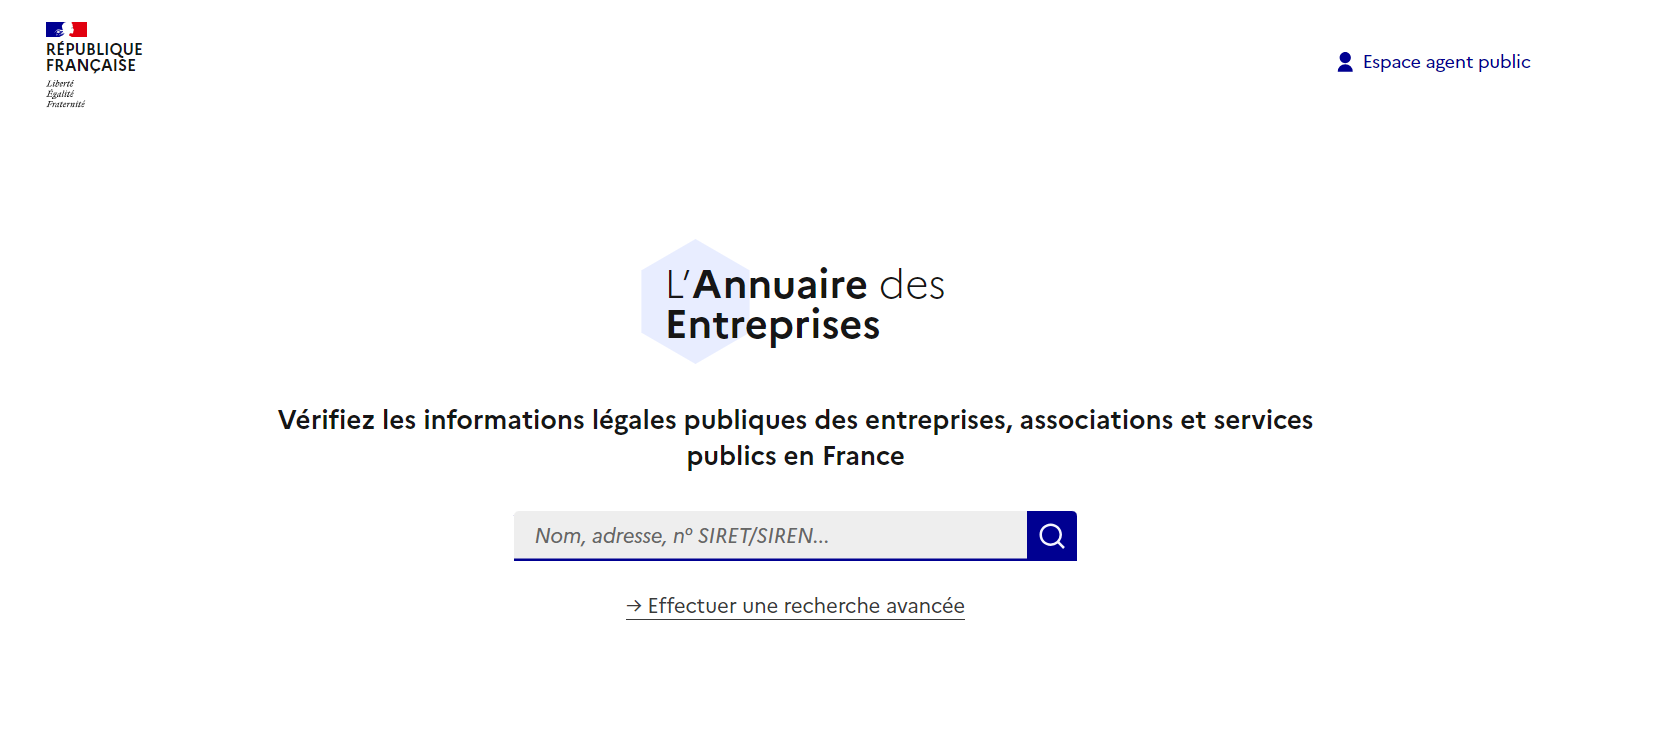 RÉPUBLIQUE
FRANÇAISE
Liberté
Égalité
Fraternité
Espace agent public
L’Annuaire des
Entreprises
Vérifiez les informations légales publiques des entreprises, associations et services
publics en France
Nom, adresse, n° SIRET/SIREN...
→ Effectuer une recherche avancée